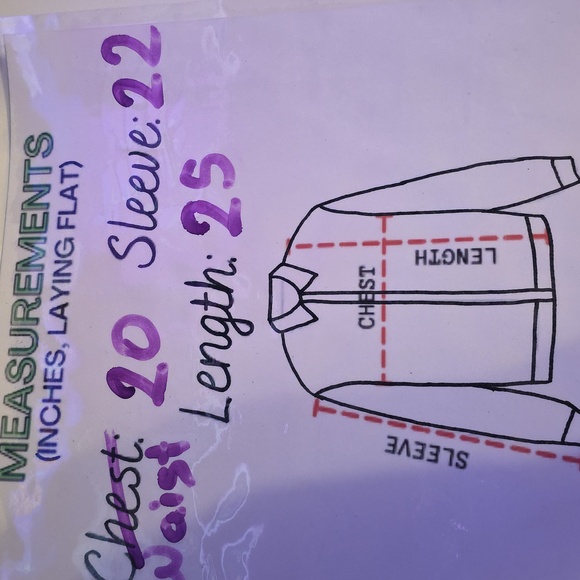 MEASUREMENTS
(INCHES, LAYING FLAT)
Chest: 20 Sleeve: 22
Waist
Length: 25
LENGTH
CHEST
SLEEVE